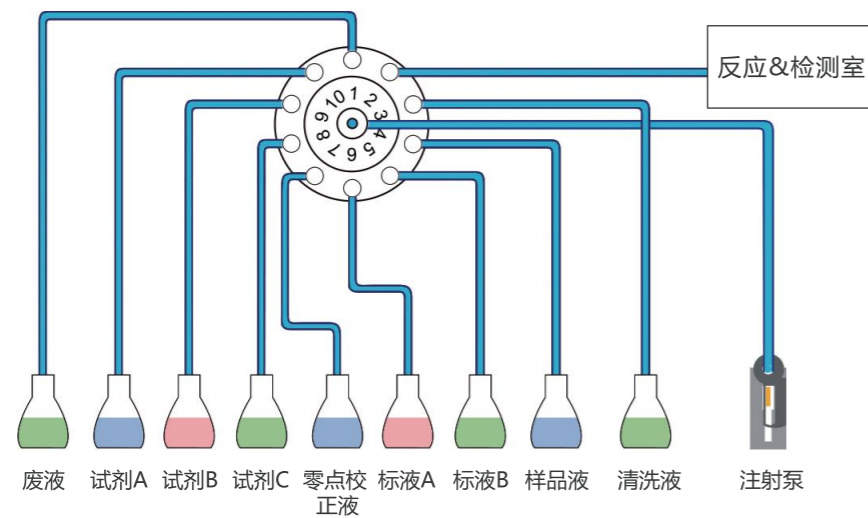 反应&检测室
1
2
3
4
5
6
7
8
9
10
废液
试剂A
试剂B
试剂C
零点校
正液
标液A
标液B
样品液
清洗液
注射泵